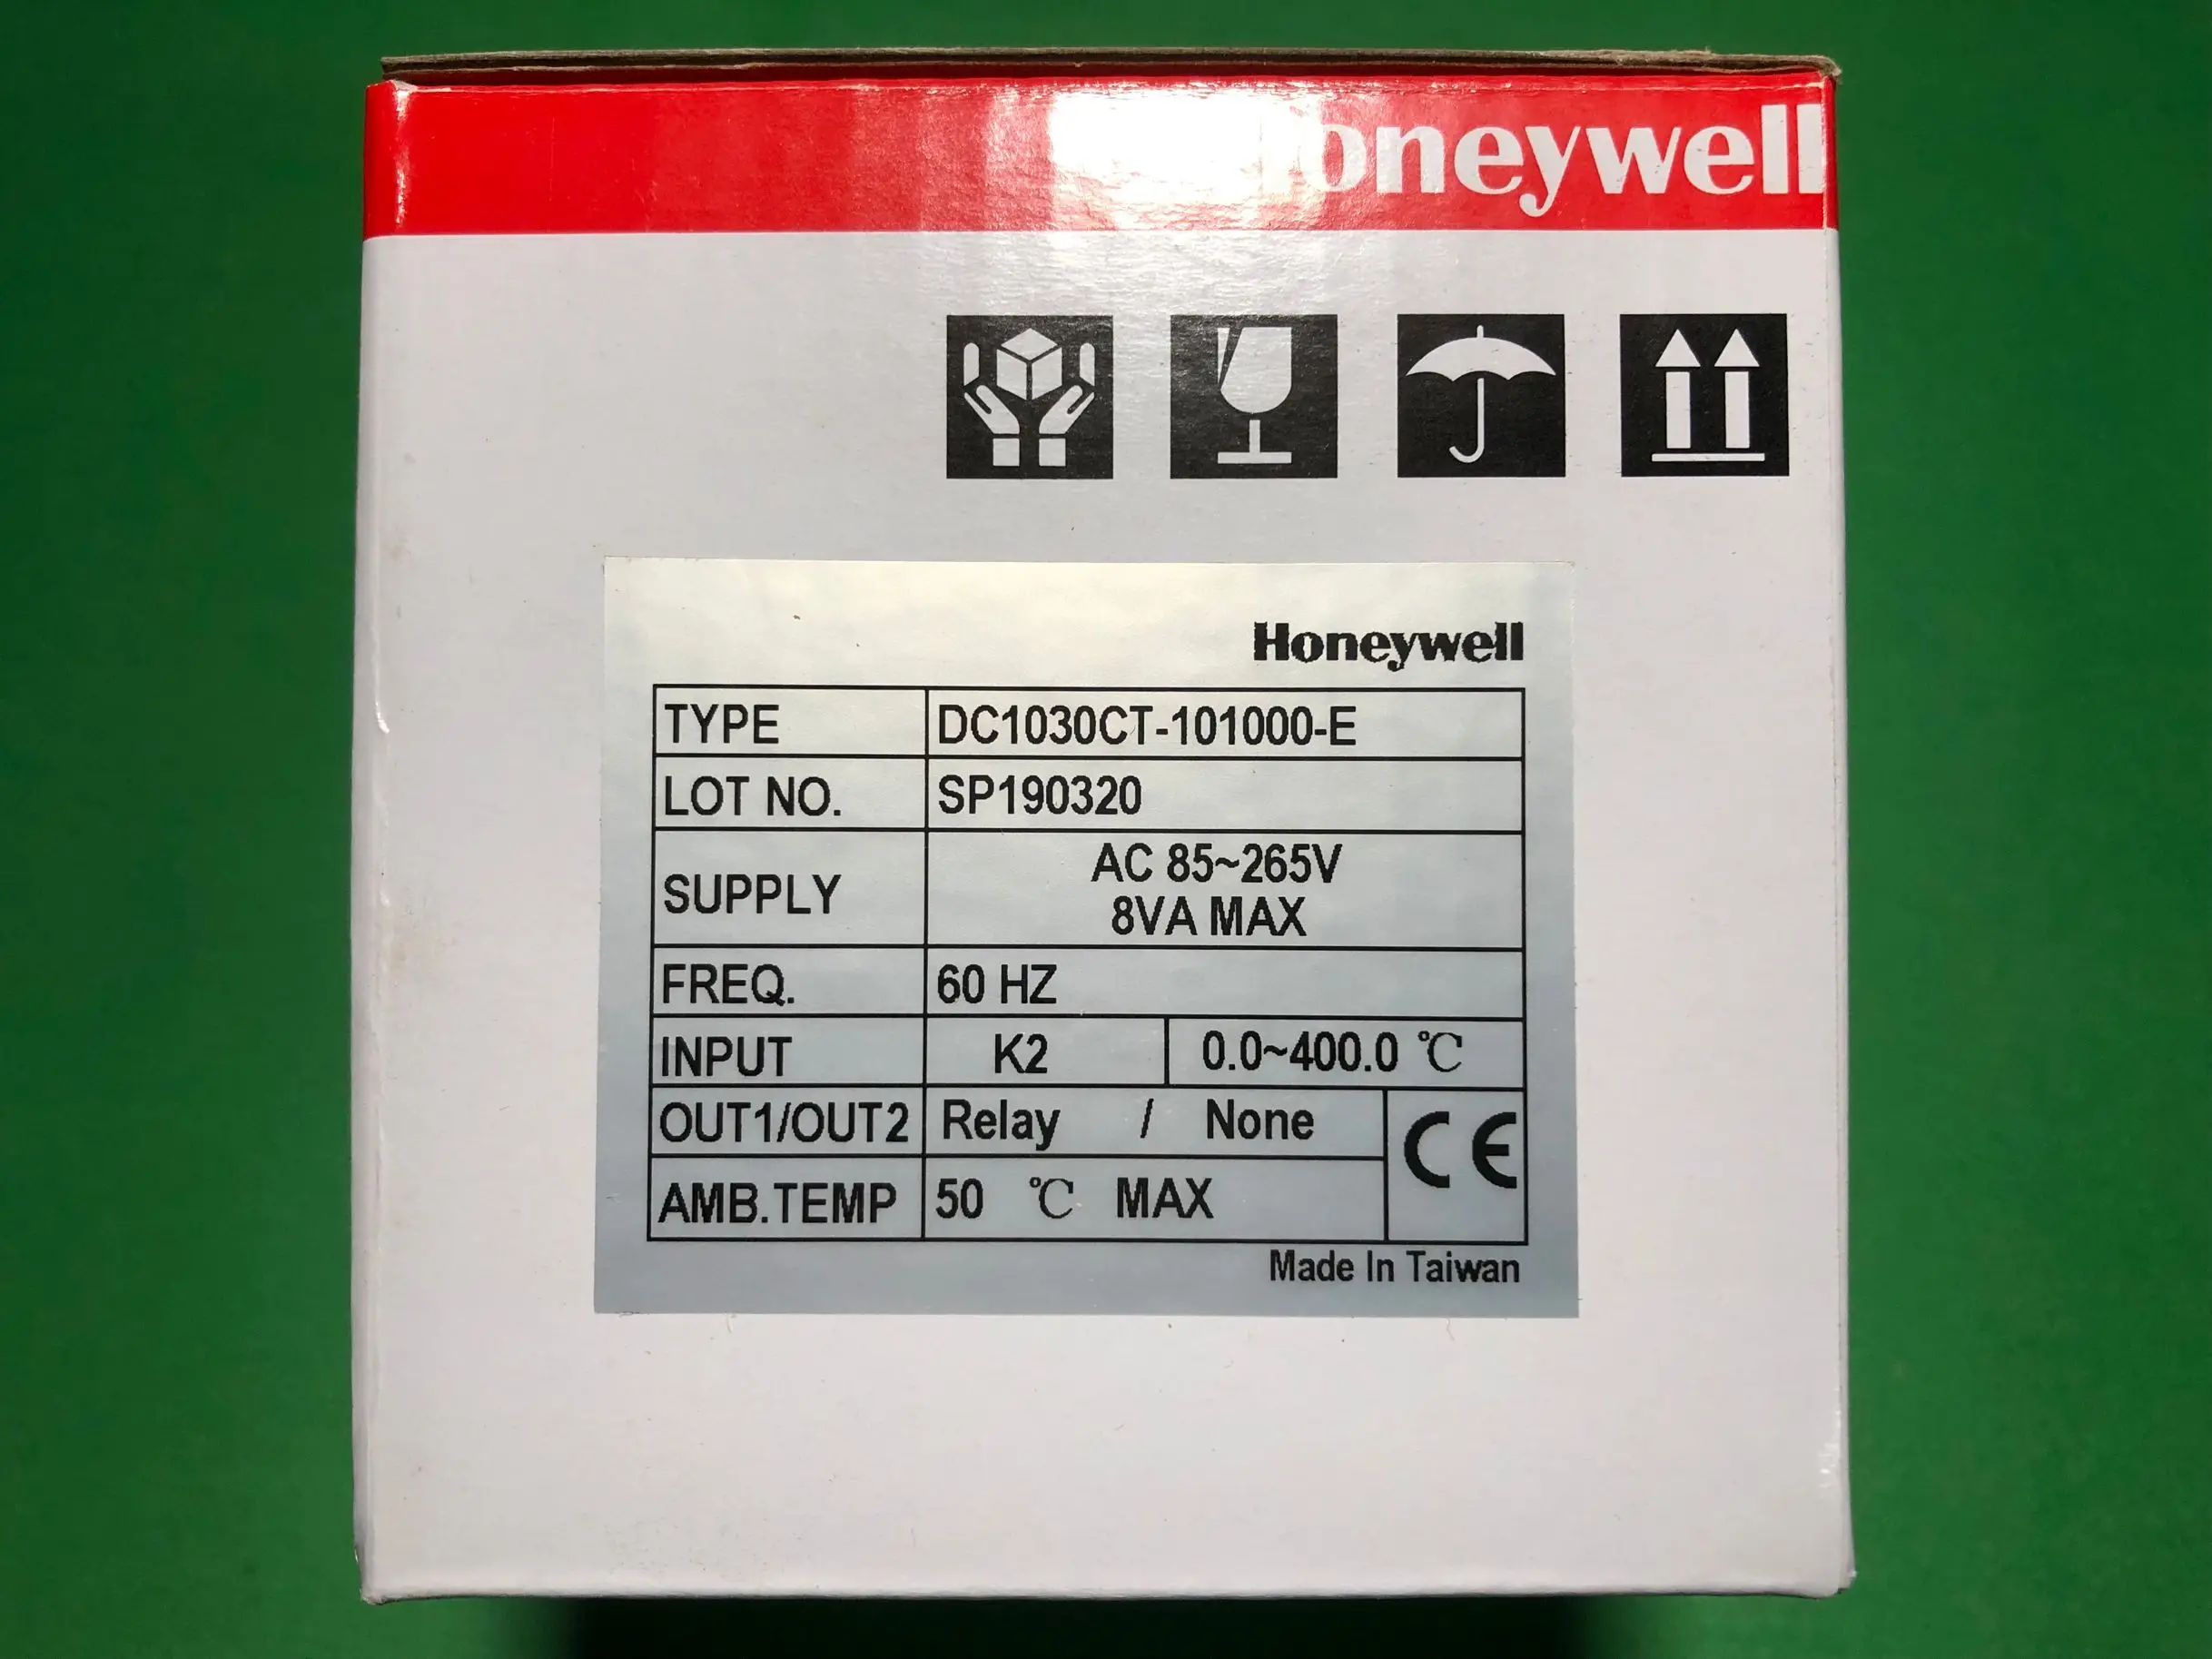 Honeywell
Honeywell
TYPE DC1030CT-101000-E
LOT NO. SP190320
SUPPLY AC 85~265V
8VA MAX
FREQ. 60 HZ
INPUT K2 0.0~400.0 ℃
OUT1/OUT2 Relay / None
CE
AMB.TEMP 50 ℃ MAX
Made In Taiwan